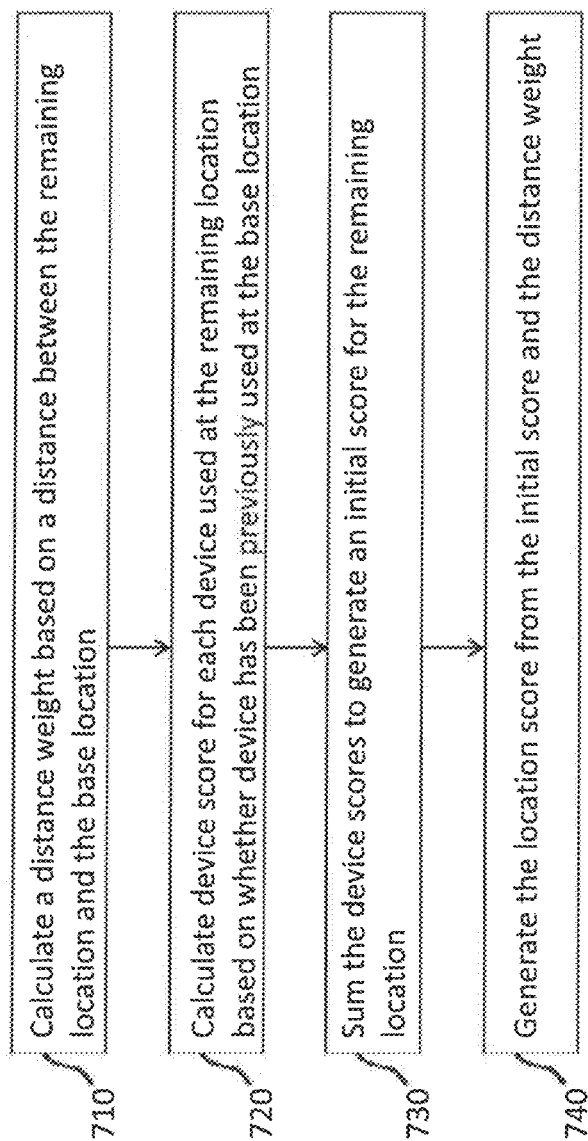 710
Calculate a distance weight based on a distance between the remaining
location and the base location
720
Calculate device score for each device used at the remaining location
based on whether device has been previously used at the base location
730
Sum the device scores to generate an initial score for the remaining
location
740
Generate the location score from the initial score and the distance weight